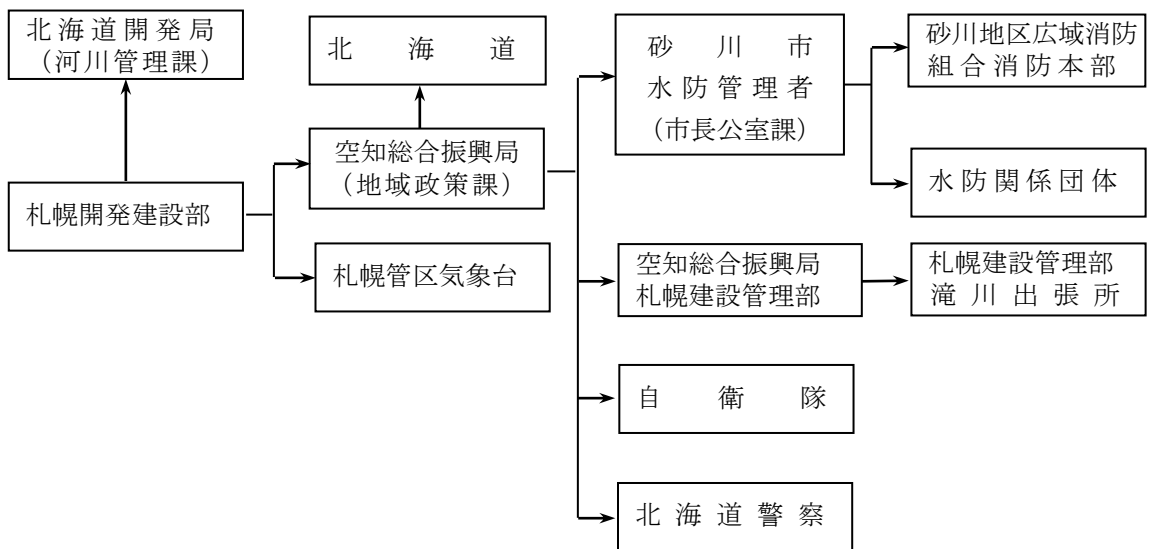 北海道開発局
（河川管理課）
北海道
空知総合振興局
（地域政策課）
札幌開発建設部
札幌管区気象台
砂川市
水防管理者
（市長公室課）
砂川地区広域消防
組合消防本部
水防関係団体
空知総合振興局
札幌建設管理部
札幌建設管理部
滝川出張所
自衛隊
北海道警察